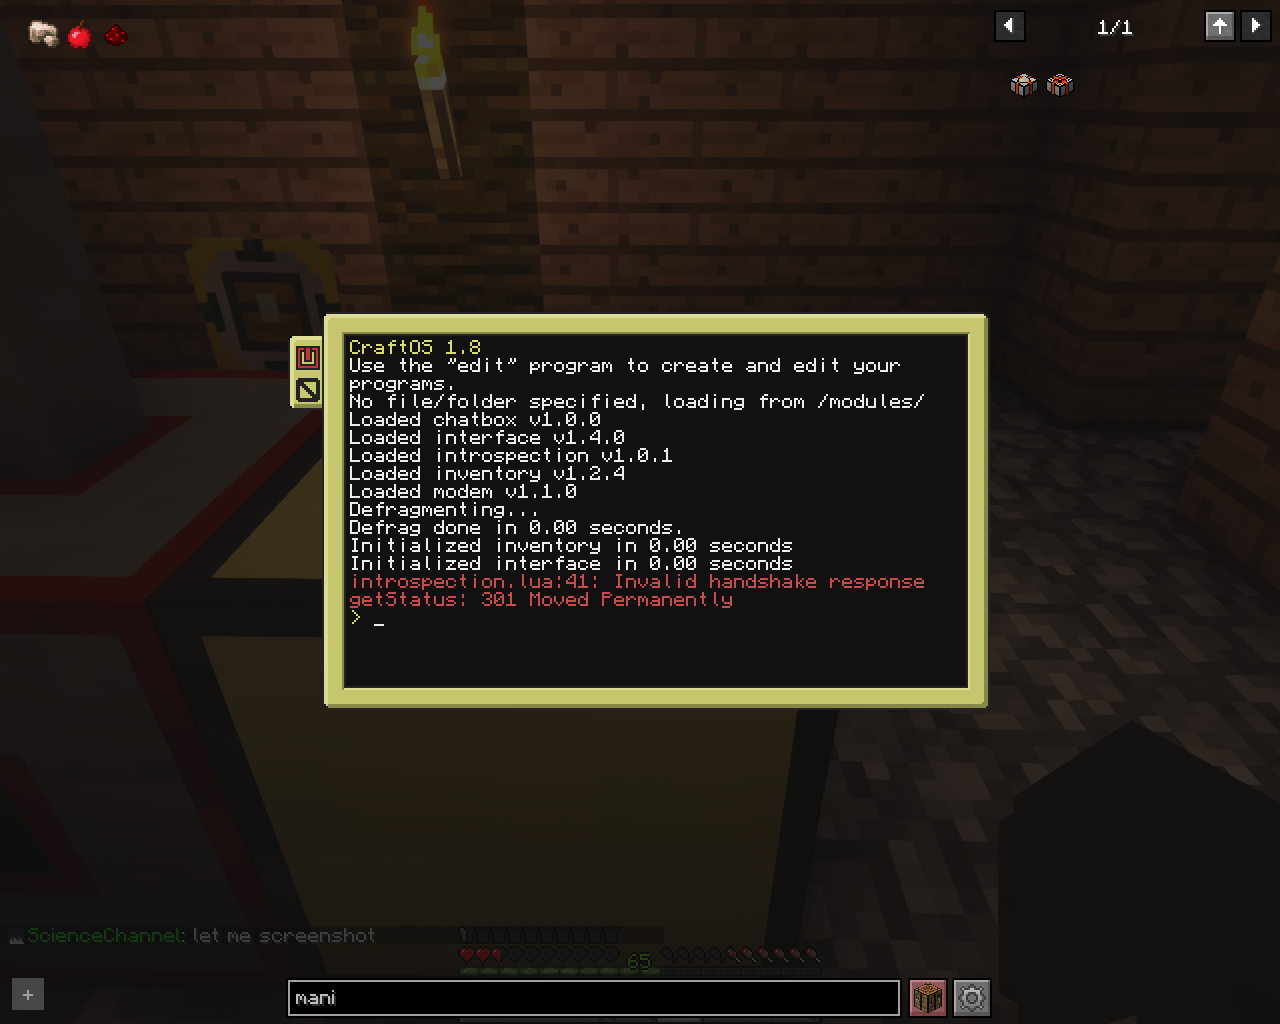 1/1
CraftOS 1.8
Use the "edit" program to create and edit your
programs.
No file/folder specified, loading from /modules/
Loaded chatbox v1.0.0
Loaded interface v1.4.0
Loaded introspection v1.0.1
Loaded inventory v1.2.4
Loaded modem v1.1.0
Defragmenting...
Defrag done in 0.00 seconds.
Initialized inventory in 0.00 seconds
Initialized interface in 0.00 seconds
introspection.lua:41: Invalid handshake response
getStatus: 301 Moved Permanently
> _
ScienceChannel: let me screenshot
65
+
mani